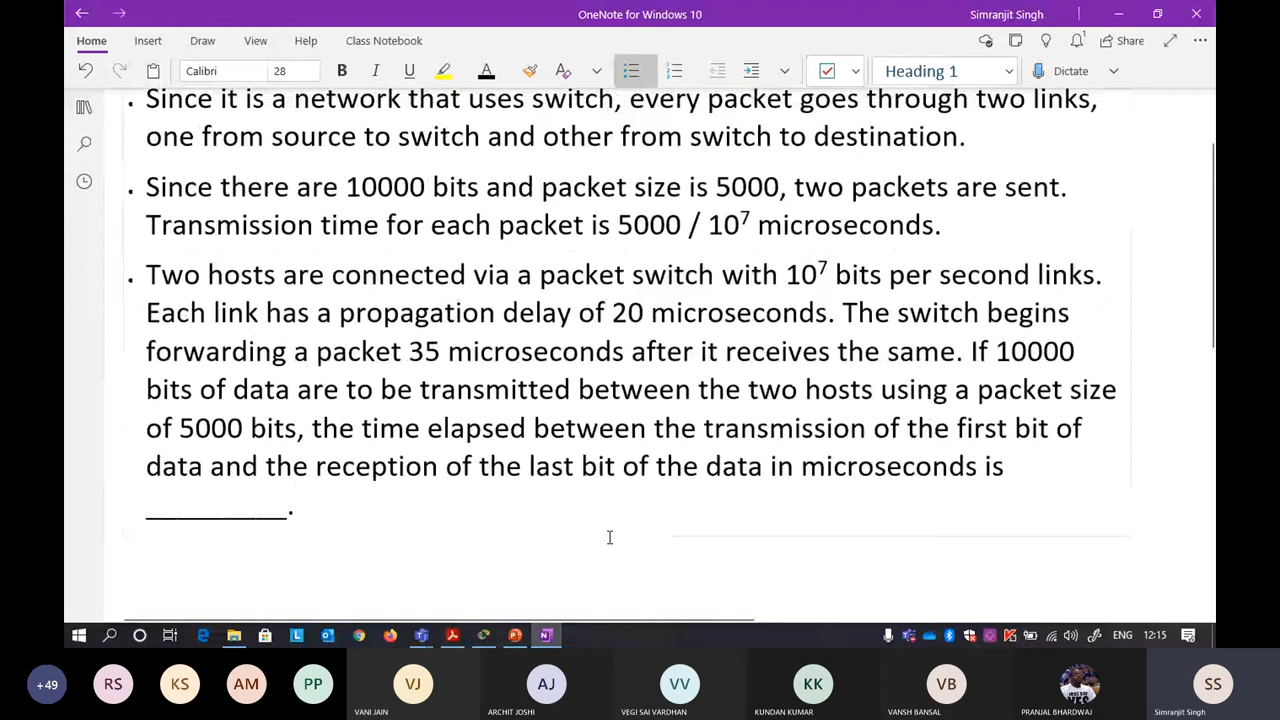 OneNote for Windows 10
Simranjit Singh
Home Insert Draw View Help Class Notebook
Share
Calibri 28 B I U A Heading 1 Dictate
• Since it is a network that uses switch, every packet goes through two links,
one from source to switch and other from switch to destination.
• Since there are 10000 bits and packet size is 5000, two packets are sent.
Transmission time for each packet is 5000 / 10⁷ microseconds.
• Two hosts are connected via a packet switch with 10⁷ bits per second links.
Each link has a propagation delay of 20 microseconds. The switch begins
forwarding a packet 35 microseconds after it receives the same. If 10000
bits of data are to be transmitted between the two hosts using a packet size
of 5000 bits, the time elapsed between the transmission of the first bit of
data and the reception of the last bit of the data in microseconds is
_________.
ENG 12:15
+49 RS KS AM PP VJ AJ VV KK VB SS
VANI JAIN ARCHIT JOSHI VEGI SAI VARDHAN KUNDAN KUMAR VANSH BANSAL PRANJAL BHARDWAJ Simranjit Singh